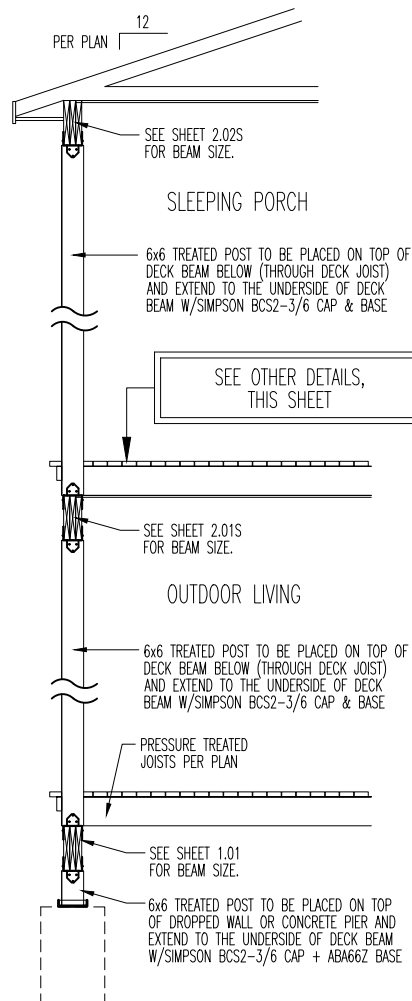 12
PER PLAN
SEE SHEET 2.02S
FOR BEAM SIZE.
SLEEPING PORCH
6x6 TREATED POST TO BE PLACED ON TOP OF
DECK BEAM BELOW (THROUGH DECK JOIST)
AND EXTEND TO THE UNDERSIDE OF DECK
BEAM W/SIMPSON BCS2-3/6 CAP & BASE
SEE OTHER DETAILS,
THIS SHEET
SEE SHEET 2.01S
FOR BEAM SIZE.
OUTDOOR LIVING
6x6 TREATED POST TO BE PLACED ON TOP OF
DECK BEAM BELOW (THROUGH DECK JOIST)
AND EXTEND TO THE UNDERSIDE OF DECK
BEAM W/SIMPSON BCS2-3/6 CAP & BASE
PRESSURE TREATED
JOISTS PER PLAN
SEE SHEET 1.01
FOR BEAM SIZE.
6x6 TREATED POST TO BE PLACED ON TOP
OF DROPPED WALL OR CONCRETE PIER AND
EXTEND TO THE UNDERSIDE OF DECK BEAM
W/SIMPSON BCS2-3/6 CAP + ABA66Z BASE